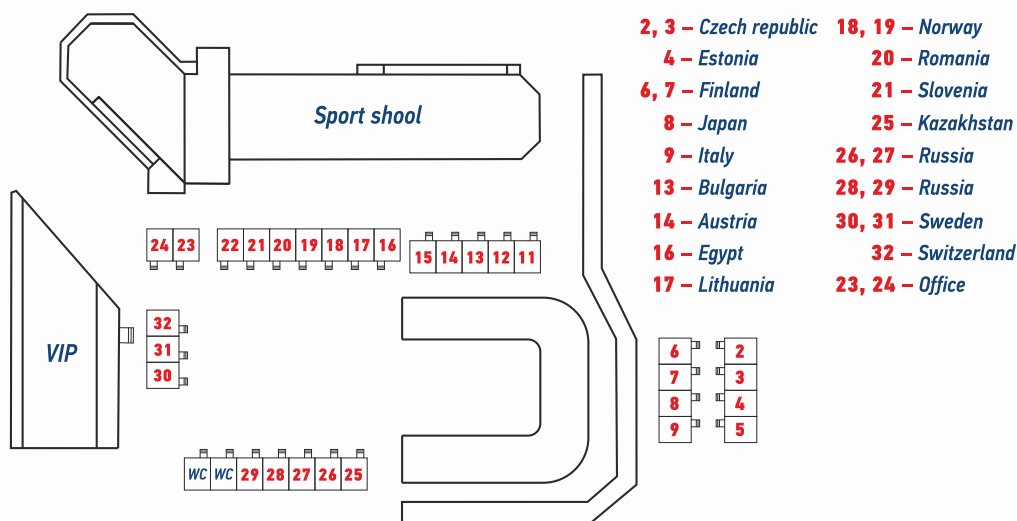 2, 3 – Czech republic
4 – Estonia
6, 7 – Finland
8 – Japan
9 – Italy
13 – Bulgaria
14 – Austria
16 – Egypt
17 – Lithuania
18, 19 – Norway
20 – Romania
21 – Slovenia
25 – Kazakhstan
26, 27 – Russia
28, 29 – Russia
30, 31 – Sweden
32 – Switzerland
23, 24 – Office
Sport shool
24 23
22 21 20 19 18 17 16
15 14 13 12 11
VIP
32
31
30
6
7
8
9
2
3
4
5
WC WC 29 28 27 26 25